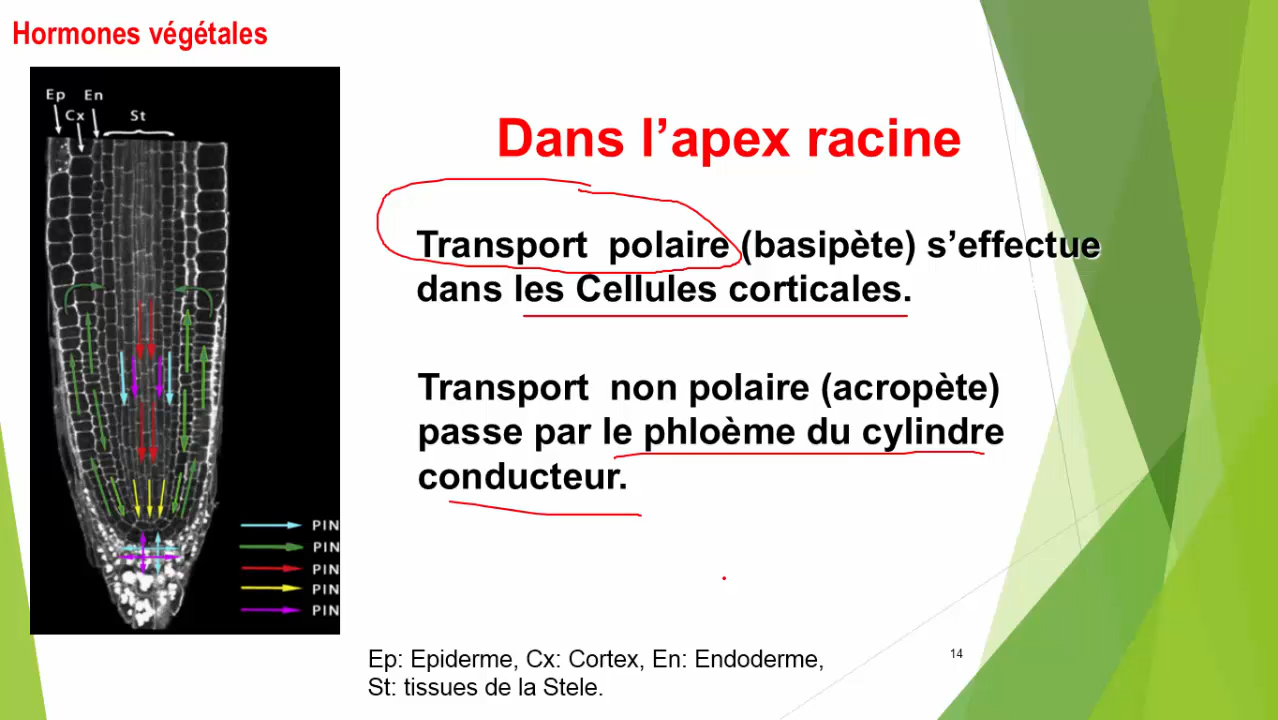 Hormones végétales
Ep En
Cx St
Dans l’apex racine
Transport polaire (basipète) s’effectue
dans les Cellules corticales.
Transport non polaire (acropète)
passe par le phloème du cylindre
conducteur.
PIN
PIN
PIN
PIN
PIN
Ep: Epiderme, Cx: Cortex, En: Endoderme,
St: tissues de la Stele.
14